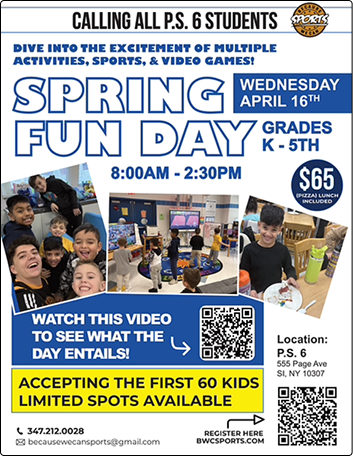 CALLING ALL P.S. 6 STUDENTS
SPORTS
DIVE INTO THE EXCITEMENT OF MULTIPLE
ACTIVITIES, SPORTS, & VIDEO GAMES!
SPRING
FUN DAY
WEDNESDAY
APRIL 16TH
GRADES
K - 5TH
8:00AM - 2:30PM
$65
(PIZZA) LUNCH
INCLUDED
WATCH THIS VIDEO
TO SEE WHAT THE
DAY ENTAILS!
Location:
P.S. 6
555 Page Ave
SI, NY 10307
ACCEPTING THE FIRST 60 KIDS
LIMITED SPOTS AVAILABLE
347.212.0028
becausewecansports@gmail.com
REGISTER HERE
BWCSPORTS.COM